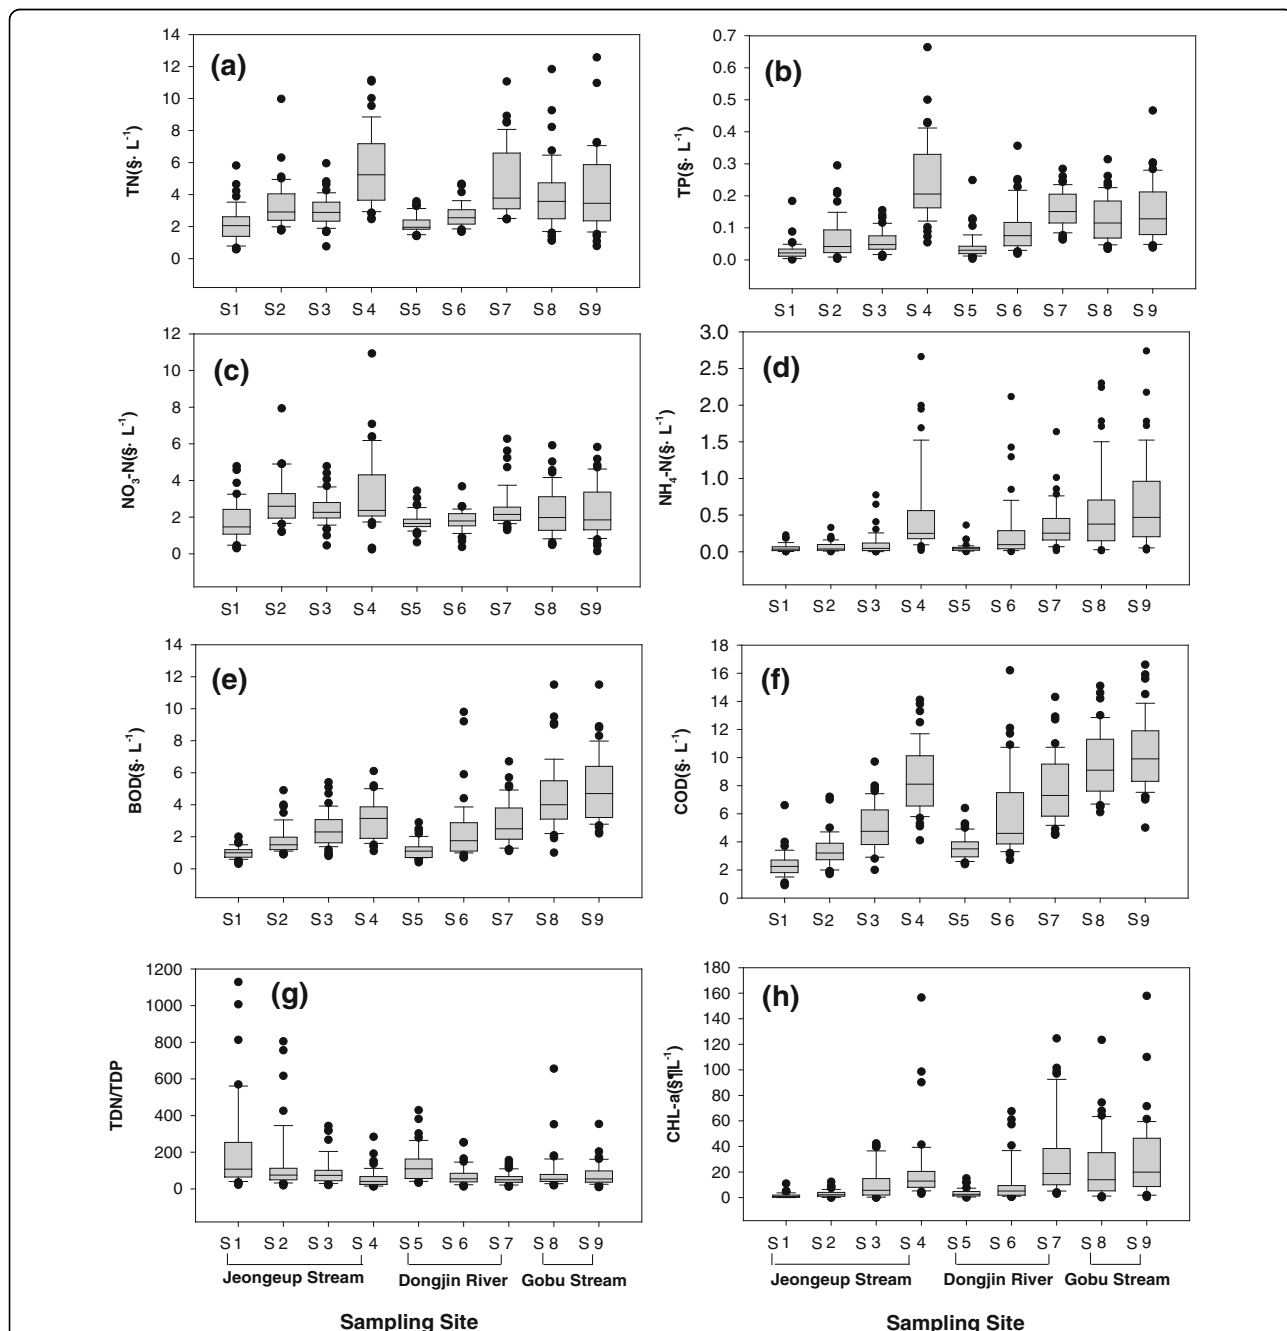 (a)
TN(§· L⁻¹)
14
12
10
8
6
4
2
0
S1 S2 S3 S4 S5 S6 S7 S8 S9
(b)
TP(§· L⁻¹)
0.7
0.6
0.5
0.4
0.3
0.2
0.1
0.0
S1 S2 S3 S4 S5 S6 S7 S8 S9
(c)
NO₃-N(§· L⁻¹)
12
10
8
6
4
2
0
S1 S2 S3 S4 S5 S6 S7 S8 S9
(d)
NH₄-N(§· L⁻¹)
3.0
2.5
2.0
1.5
1.0
0.5
0.0
S1 S2 S3 S4 S5 S6 S7 S8 S9
(e)
BOD(§· L⁻¹)
14
12
10
8
6
4
2
0
S1 S2 S3 S4 S5 S6 S7 S8 S9
(f)
COD(§· L⁻¹)
18
16
14
12
10
8
6
4
2
0
S1 S2 S3 S4 S5 S6 S7 S8 S9
(g)
TDN/TDP
1200
1000
800
600
400
200
0
S1 S2 S3 S4 S5 S6 S7 S8 S9
Jeongeup Stream Dongjin River Gobu Stream
Sampling Site
(h)
CHL-a(§¶L⁻¹)
180
160
140
120
100
80
60
40
20
0
S1 S2 S3 S4 S5 S6 S7 S8 S9
Jeongeup Stream Dongjin River Gobu Stream
Sampling Site